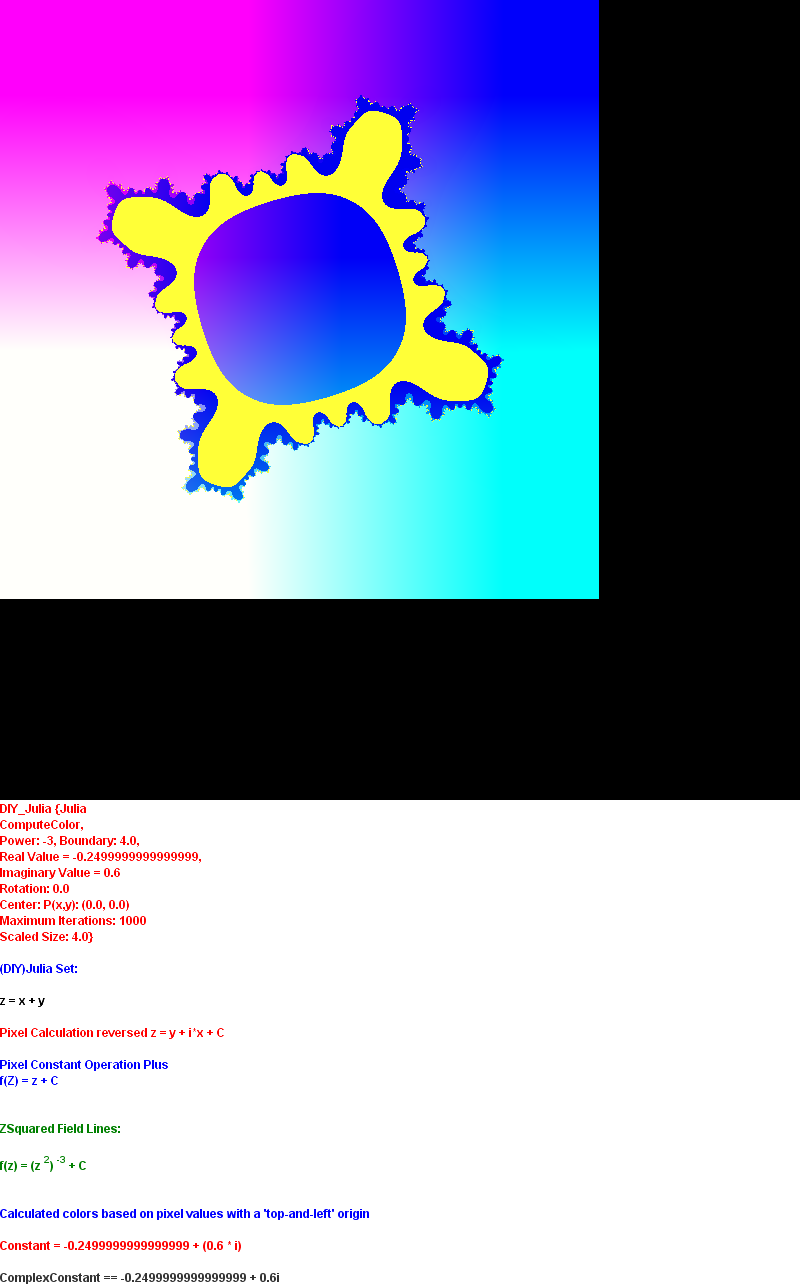 DIY_Julia {Julia
ComputeColor,
Power: -3, Boundary: 4.0,
Real Value = -0.2499999999999999,
Imaginary Value = 0.6
Rotation: 0.0
Center: P(x,y): (0.0, 0.0)
Maximum Iterations: 1000
Scaled Size: 4.0}
(DIY)Julia Set:
z = x + y
Pixel Calculation reversed z = y + i*x + C
Pixel Constant Operation Plus
f(Z) = z + C
ZSquared Field Lines:
f(z) = (z ²) ⁻³ + C
Calculated colors based on pixel values with a 'top-and-left' origin
Constant = -0.2499999999999999 + (0.6 * i)
ComplexConstant == -0.2499999999999999 + 0.6i